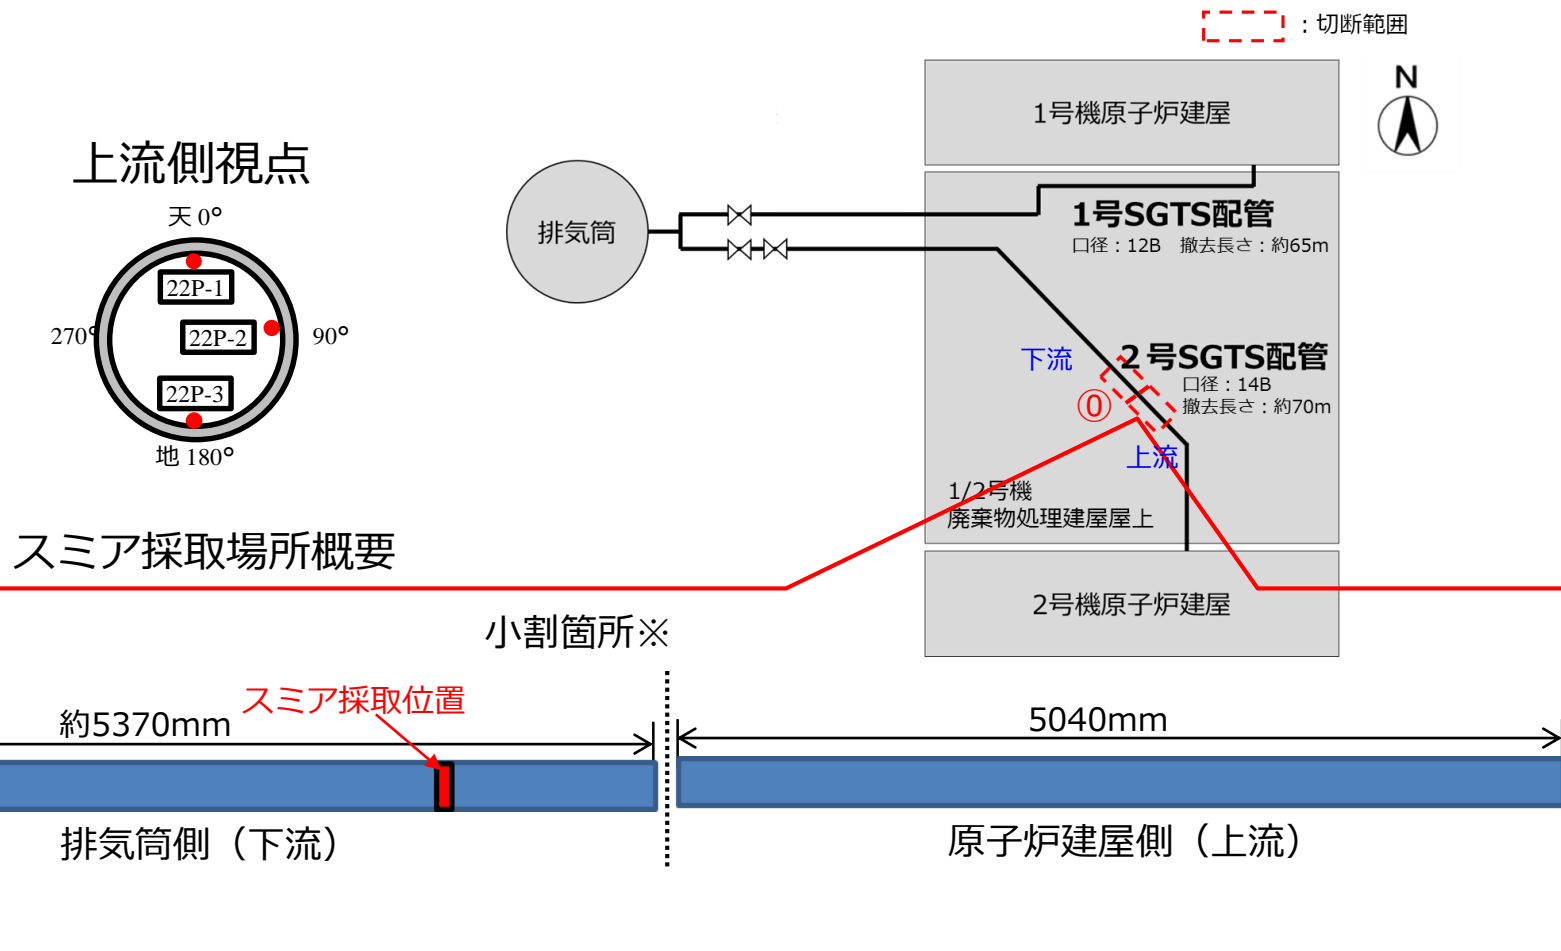 ：切断範囲
N
1号機原子炉建屋
上流側視点
天 0°
22P-1
270°
22P-2
90°
22P-3
地 180°
排気筒
1号SGTS配管
口径：12B　撤去長さ：約65m
下流
２号SGTS配管
口径：14B
撤去長さ：約70m
⓪
上流
1/2号機
廃棄物処理建屋屋上
スミア採取場所概要
2号機原子炉建屋
小割箇所※
スミア採取位置
約5370mm
5040mm
排気筒側（下流）
原子炉建屋側（上流）